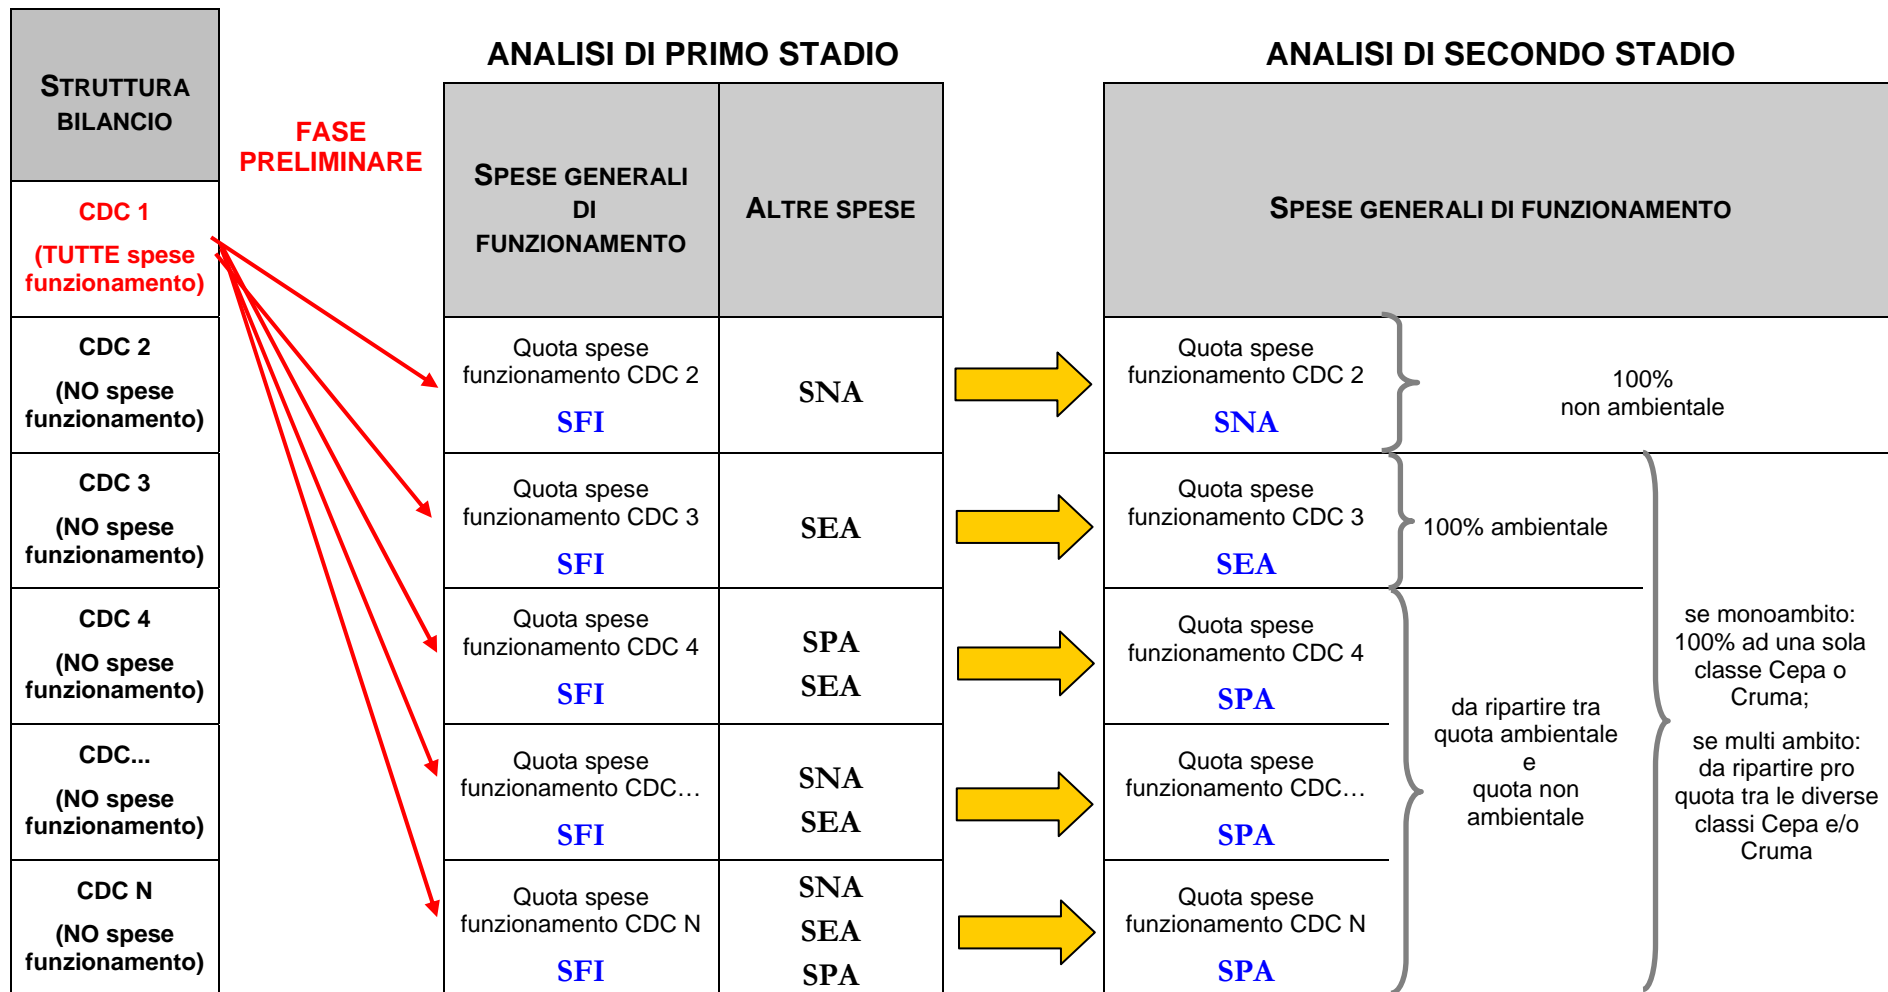 ANALISI DI PRIMO STADIO
ANALISI DI SECONDO STADIO
STRUTTURA
BILANCIO
FASE
PRELIMINARE
SPESE GENERALI
DI
FUNZIONAMENTO
ALTRE SPESE
SPESE GENERALI DI FUNZIONAMENTO
CDC 1
(TUTTE spese
funzionamento)
CDC 2
(NO spese
funzionamento)
Quota spese
funzionamento CDC 2
SFI
SNA
Quota spese
funzionamento CDC 2
SNA
100%
non ambientale
CDC 3
(NO spese
funzionamento)
Quota spese
funzionamento CDC 3
SFI
SEA
Quota spese
funzionamento CDC 3
SEA
100% ambientale
CDC 4
(NO spese
funzionamento)
Quota spese
funzionamento CDC 4
SFI
SPA
SEA
Quota spese
funzionamento CDC 4
SPA
CDC...
(NO spese
funzionamento)
Quota spese
funzionamento CDC…
SFI
SNA
SEA
Quota spese
funzionamento CDC…
SPA
CDC N
(NO spese
funzionamento)
Quota spese
funzionamento CDC N
SFI
SNA
SEA
SPA
Quota spese
funzionamento CDC N
SPA
da ripartire tra
quota ambientale
e
quota non
ambientale
se monoambito:
100% ad una sola
classe Cepa o
Cruma;
se multi ambito:
da ripartire pro
quota tra le diverse
classi Cepa e/o
Cruma